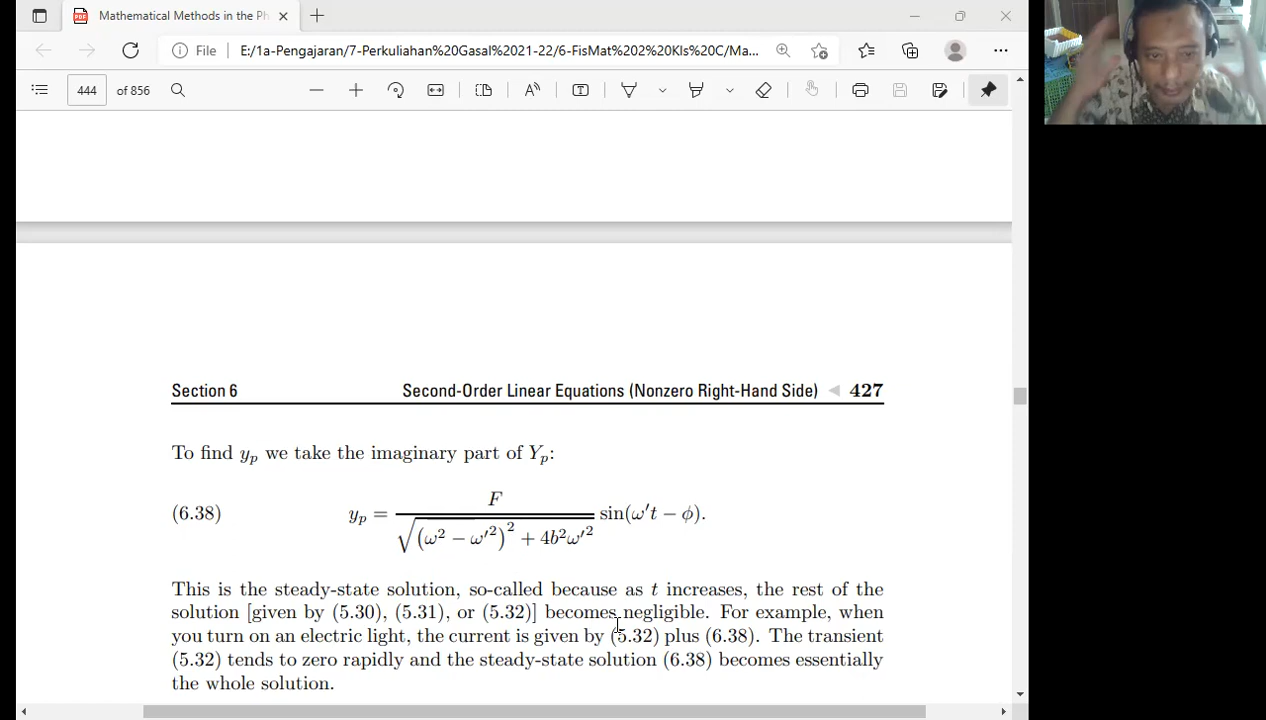 Mathematical Methods in the Ph
File E:/1a-Pengajaran/7-Perkuliahan%20Gasal%2021-22/6-FisMat%202%20Kls%20C/Ma...
444 of 856
Section 6 Second-Order Linear Equations (Nonzero Right-Hand Side) 427
To find yₚ we take the imaginary part of Yₚ:
(6.38) yₚ = F / √((ω² − ω′²)² + 4b²ω′²) sin(ω′t − ϕ).
This is the steady-state solution, so-called because as t increases, the rest of the
solution [given by (5.30), (5.31), or (5.32)] becomes negligible. For example, when
you turn on an electric light, the current is given by (5.32) plus (6.38). The transient
(5.32) tends to zero rapidly and the steady-state solution (6.38) becomes essentially
the whole solution.